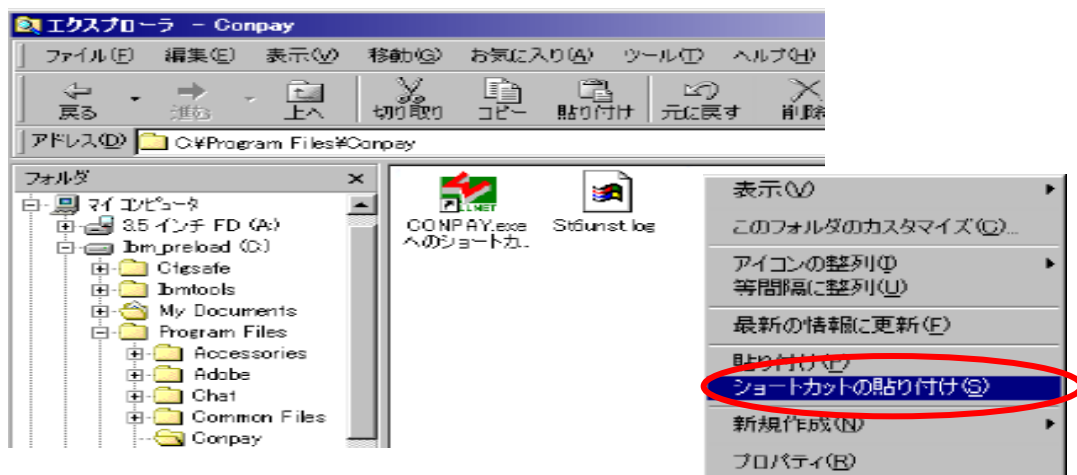 エクスプローラ － Conpay
ファイル(F) 編集(E) 表示(V) 移動(G) お気に入り(A) ツール(T) ヘルプ(H)
戻る 進む 上へ 切り取り コピー 貼り付け 元に戻す 削除
アドレス(D) C:¥Program Files¥Conpay
フォルダ ×
マイ コンピュータ
3.5 インチ FD (A:)
Ibm_preload (C:)
Cfgsafe
Ibmtools
My Documents
Program Files
Accessories
Adobe
Chat
Common Files
Conpay
CONPAY.exe
へのショートカ...
St6unst.log
表示(V)
このフォルダのカスタマイズ(C)...
アイコンの整列(I)
等間隔に整列(U)
最新の情報に更新(F)
貼り付け(P)
ショートカットの貼り付け(S)
新規作成(N)
プロパティ(R)